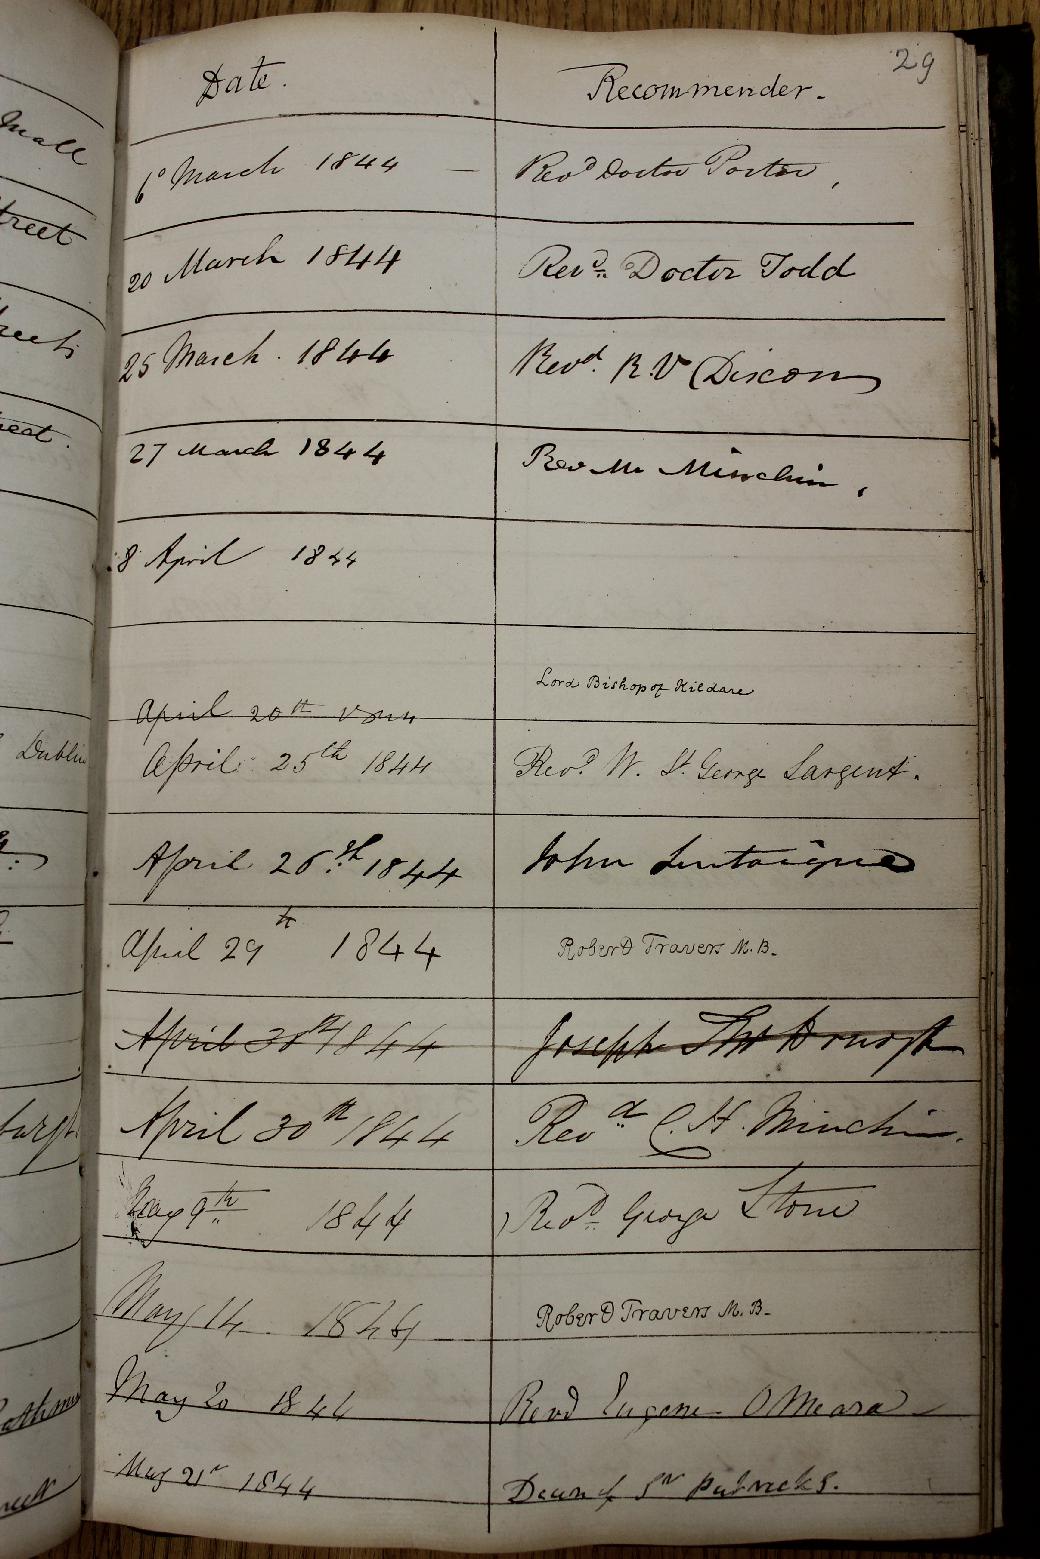 29
Date. Recommender.
mall
6° March 1844 — Revd Doctor Porter,
treet
20 March 1844 Revd. Doctor Todd
reet
25 March. 1844 Revd. R. V Dixon
27 March 1844 Rev Mr Minchin,
8 April 1844
Lord Bishop of Kildare
April 20th 1844
Dublin
April 25th 1844 Revd. W. St. George Sargent.
April 26th 1844 John Lentaigne
April 29th 1844 Robert Travers M.B.
April 30th 1844 Joseph
April 30th 1844 Revd C. H. Minchin.
burgh
May 9th 1844 Revd George Stone
May 14 1844 Robert Travers M.B.
May 20 1844 Revd Eugene O Meara
May 21st 1844 Dean of St Patricks.